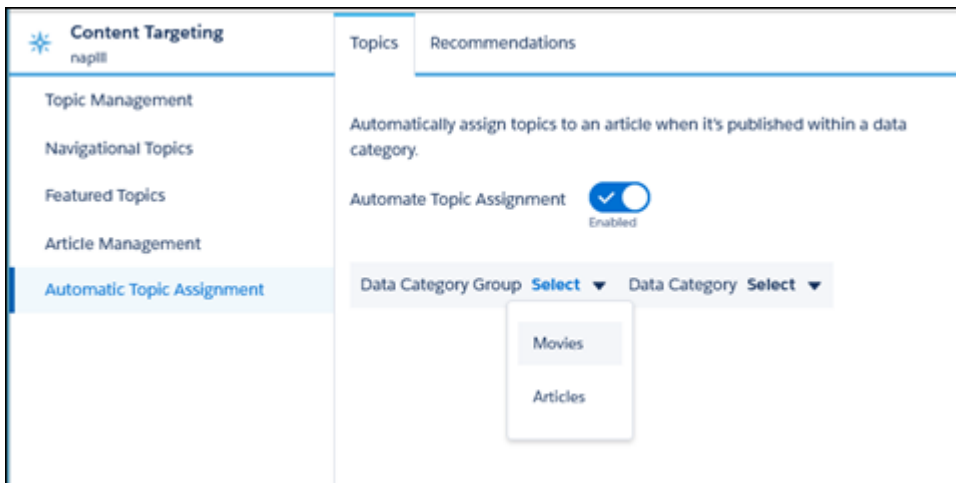 Content Targeting
napIII
Topic Management
Navigational Topics
Featured Topics
Article Management
Automatic Topic Assignment
Topics Recommendations
Automatically assign topics to an article when it's published within a data
category.
Automate Topic Assignment
Enabled
Data Category Group Select Data Category Select
Movies
Articles